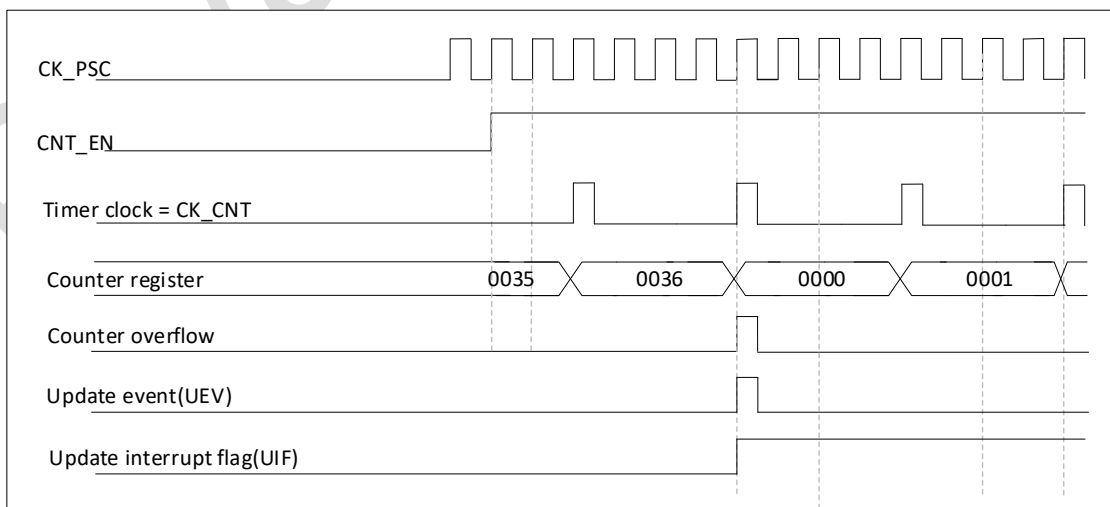 CK_PSC
CNT_EN
Timer clock = CK_CNT
Counter register 0035 0036 0000 0001
Counter overflow
Update event(UEV)
Update interrupt flag(UIF)